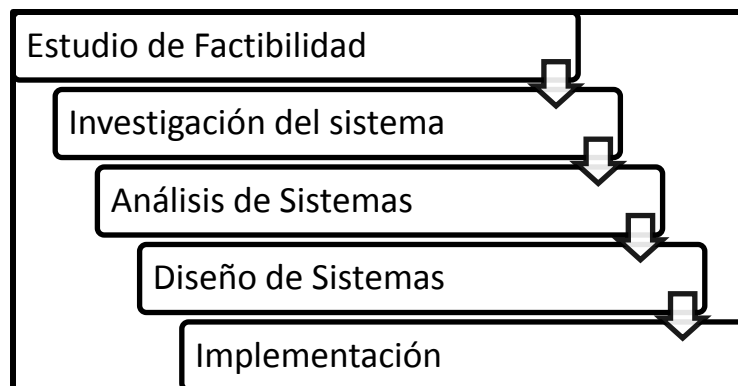 Estudio de Factibilidad
Investigación del sistema
Análisis de Sistemas
Diseño de Sistemas
Implementación